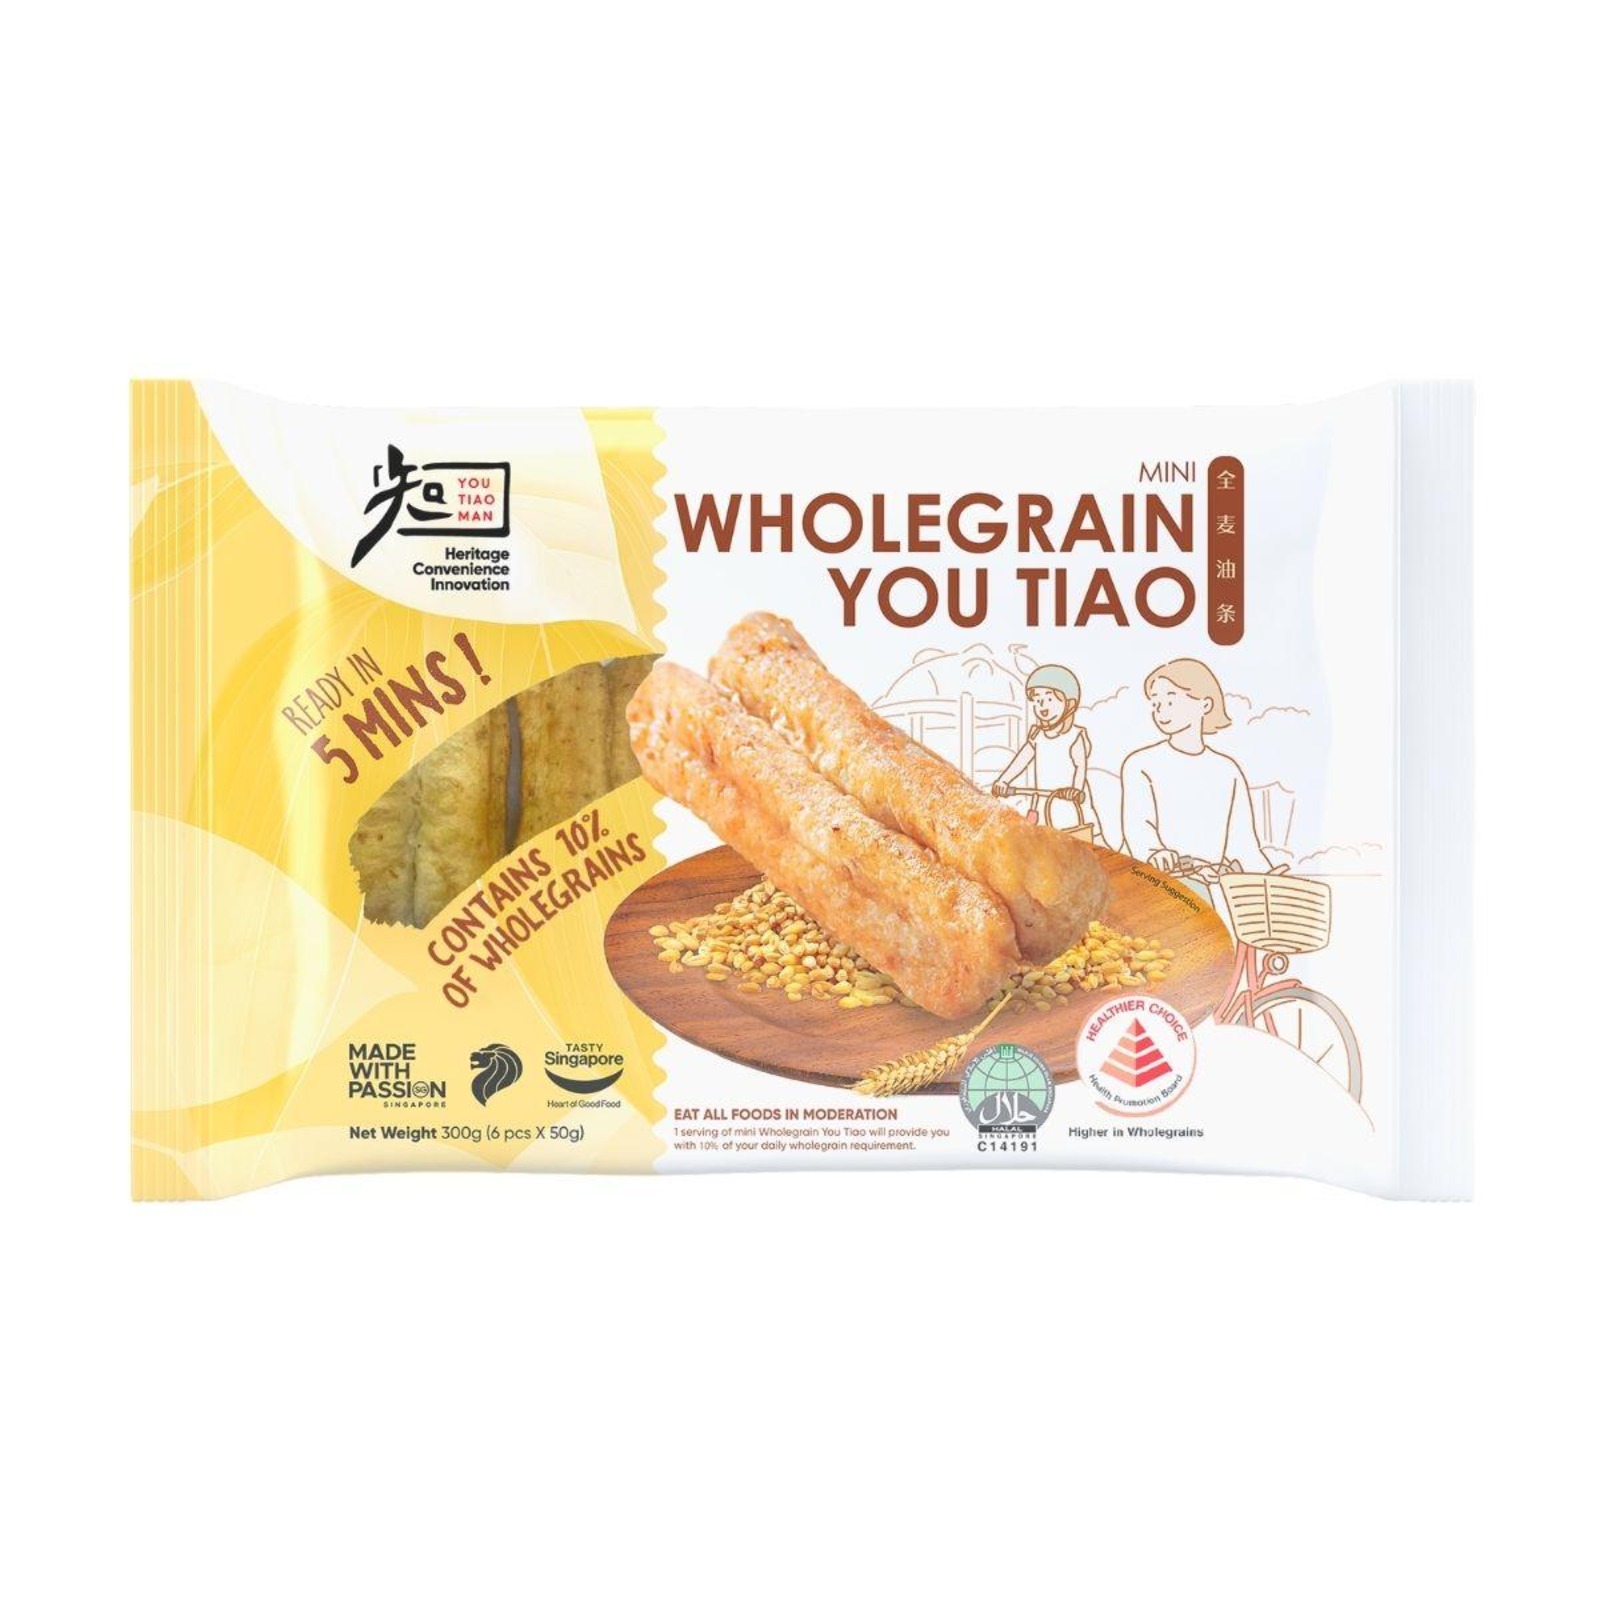 知
YOU
TIAO
MAN
Heritage
Convenience
Innovation
READY IN
5 MINS!
CONTAINS 10%
OF WHOLEGRAINS
MADE
WITH
PASSION
SG
SINGAPORE
TASTY
Singapore
Heart of Good Food
Net Weight 300g (6 pcs X 50g)
MINI
WHOLEGRAIN
YOU TIAO
全麦油条
Serving Suggestion
EAT ALL FOODS IN MODERATION
1 serving of mini Wholegrain You Tiao will provide you
with 10% of your daily wholegrain requirement.
حلال
HALAL
SINGAPORE
C14191
HEALTHIER CHOICE
Health Promotion Board
Higher in Wholegrains